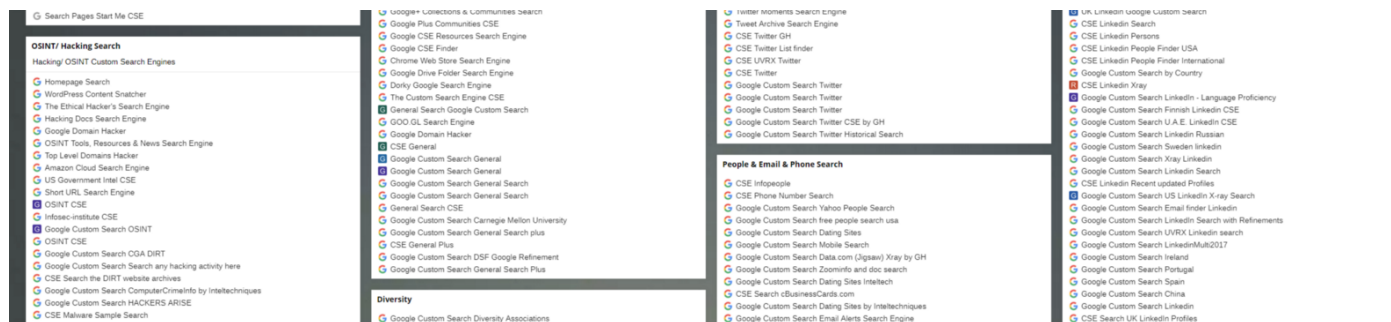 Search Pages Start Me CSE
OSINT/ Hacking Search
Hacking/ OSINT Custom Search Engines
Homepage Search
WordPress Content Snatcher
The Ethical Hacker's Search Engine
Hacking Docs Search Engine
Google Domain Hacker
OSINT Tools, Resources & News Search Engine
Top Level Domains Hacker
Amazon Cloud Search Engine
US Government Intel CSE
Short URL Search Engine
OSINT CSE
Infosec-institute CSE
Google Custom Search OSINT
OSINT CSE
Google Custom Search CGA DIRT
Google Custom Search Search any hacking activity here
CSE Search the DIRT website archives
Google Custom Search ComputerCrimeInfo by Inteltechniques
Google Custom Search HACKERS ARISE
CSE Malware Sample Search
Google+ Collections & Communities Search
Google Plus Communities CSE
Google CSE Resources Search Engine
Google CSE Finder
Chrome Web Store Search Engine
Google Drive Folder Search Engine
Dorky Google Search Engine
The Custom Search Engine CSE
General Search Google Custom Search
GOO.GL Search Engine
Google Domain Hacker
CSE General
Google Custom Search General
Google Custom Search General
Google Custom Search General Search
Google Custom Search General Search
General Search CSE
Google Custom Search Carnegie Mellon University
Google Custom Search General Search plus
CSE General Plus
Google Custom Search DSF Google Refinement
Google Custom Search General Search Plus
Diversity
Google Custom Search Diversity Associations
Twitter Moments Search Engine
Tweet Archive Search Engine
CSE Twitter GH
CSE Twitter List finder
CSE UVRX Twitter
CSE Twitter
Google Custom Search Twitter
Google Custom Search Twitter
Google Custom Search Twitter
Google Custom Search Twitter CSE by GH
Google Custom Search Twitter Historical Search
People & Email & Phone Search
CSE Infopeople
CSE Phone Number Search
Google Custom Search Yahoo People Search
Google Custom Search free people search usa
Google Custom Search Dating Sites
Google Custom Search Mobile Search
Google Custom Search Data.com (Jigsaw) Xray by GH
Google Custom Search Zoominfo and doc search
Google Custom Search Dating Sites Inteltech
CSE Search cBusinessCards.com
Google Custom Search Dating Sites by Inteltechniques
Google Custom Search Email Alerts Search Engine
UK Linkedin Google Custom Search
CSE Linkedin Search
CSE Linkedin Persons
CSE Linkedin People Finder USA
CSE Linkedin People Finder International
Google Custom Search by Country
CSE Linkedin Xray
Google Custom Search LinkedIn - Language Proficiency
Google Custom Search Finnish Linkedin CSE
Google Custom Search U.A.E. LinkedIn CSE
Google Custom Search Linkedin Russian
Google Custom Search Sweden linkedin
Google Custom Search Xray Linkedin
Google Custom Search Linkedin Search
CSE Linkedin Recent updated Profiles
Google Custom Search US LinkedIn X-ray Search
Google Custom Search Email finder Linkedin
Google Custom Search LinkedIn Search with Refinements
Google Custom Search UVRX Linkedin search
Google Custom Search LinkedinMulti2017
Google Custom Search Ireland
Google Custom Search Portugal
Google Custom Search Spain
Google Custom Search China
Google Custom Search Linkedin
CSE Search UK LinkedIn Profiles